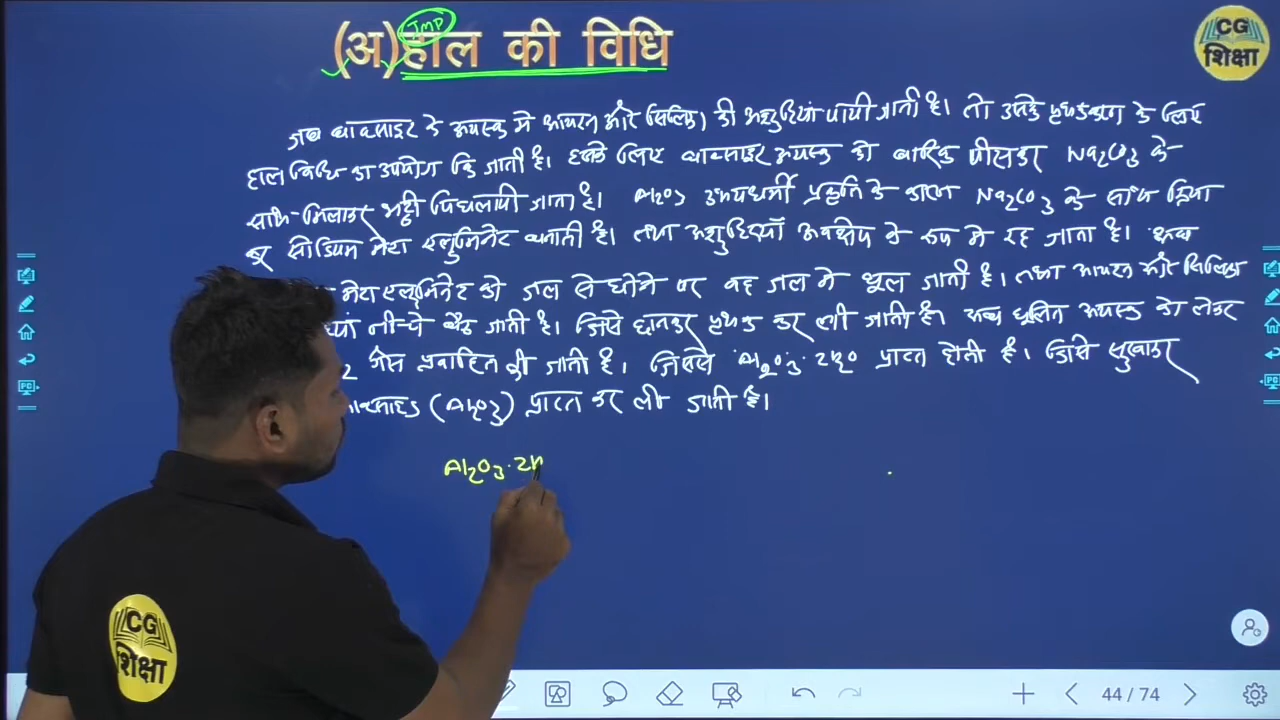 (अ) हाल की विधि
IMP
CG
शिक्षा
जब बाक्साइट के अयस्क मे आयरन और सिलिका की अशुद्दियां पायी जाती है। तो उसके पृथक्करण के लिए
हाल विधि का उपयोग कि जाती है। इसके लिए बाक्साइट अयस्क को बारिक पीसकर Na2CO3 के
साथ मिलाकर भट्टी पिघलायी जाता है। Al2O3 उभयधर्मी प्रकृति के कारण Na2CO3 के साथ क्रिया
कर सोडियम मेटा एलुमिनेट बनाती है। तथा अशुद्दियाँ अवक्षेप के रूप मे रह जाता है। अब
मेटा एल्युमिनेट को जल से धोने पर वह जल मे घूल जाती है। तथा आयरन और सिलिका
नीचे बैठ जाती है। जिसे छानकर पृथक कर ली जाती है। अब घूलित अयस्क को लेकर
2 गैस प्रवाहित की जाती है। जिससे Al2O3·2H2O प्राप्त होती है। जिसे सुखाकर
(Al2O3) प्राप्त कर ली जाती है।
Al2O3·2H
CG
शिक्षा
44 / 74